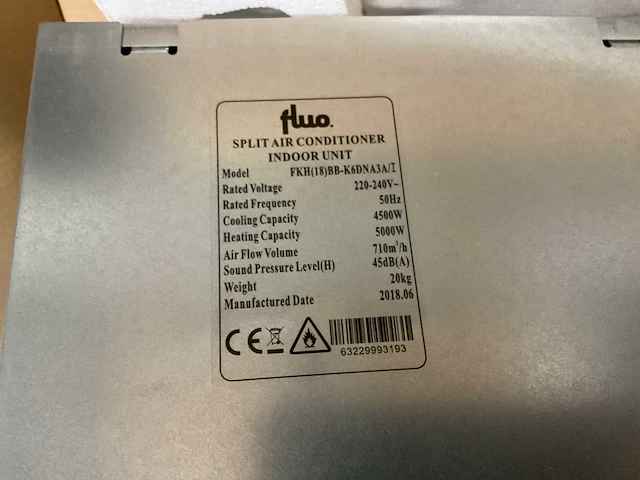 fluo.
SPLIT AIR CONDITIONER
INDOOR UNIT
Model FKH(18)BB-K6DNA3A/I
Rated Voltage 220-240V~
Rated Frequency 50Hz
Cooling Capacity 4500W
Heating Capacity 5000W
Air Flow Volume 710m³/h
Sound Pressure Level(H) 45dB(A)
Weight 20kg
Manufactured Date 2018.06
CE
63229993193